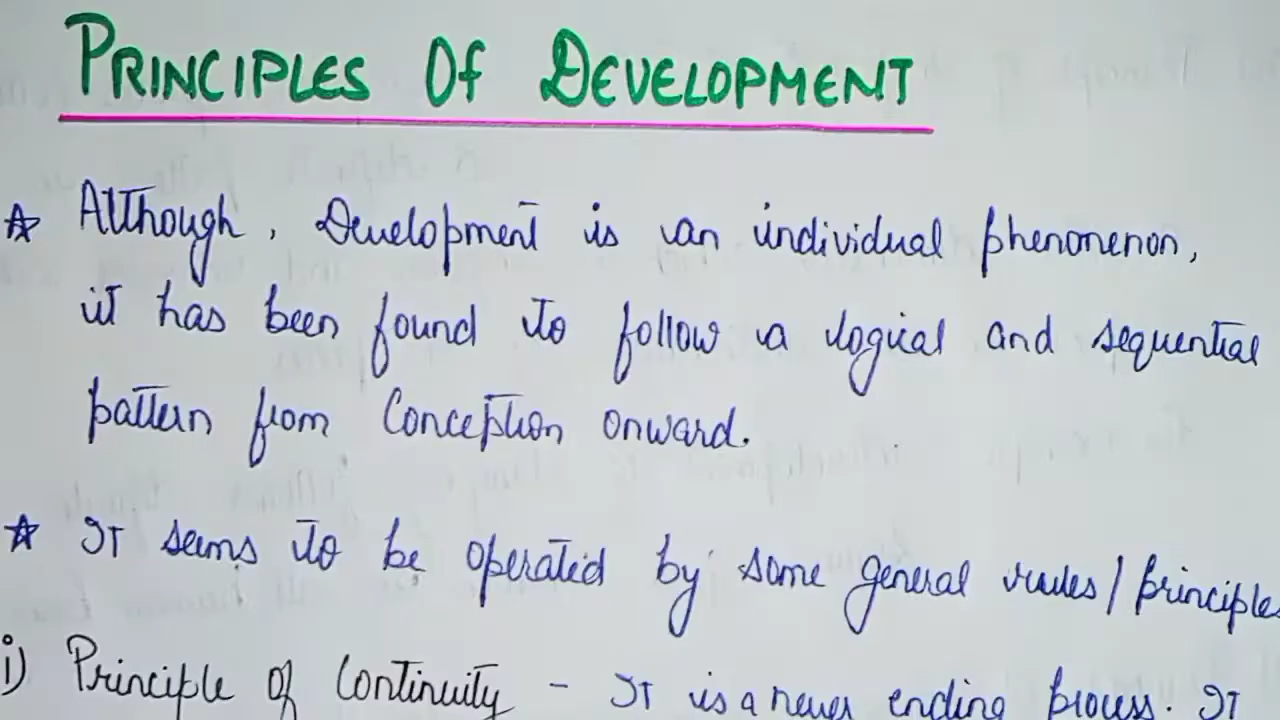 PRINCIPLES Of DEVELOPMENT
☆ Although, Development is an individual phenomenon,
it has been found to follow a logical and sequential
pattern from Conception onward.
☆ It seems to be operated by some general rules/principles
i) Principle of Continuity - It is a never ending process. It